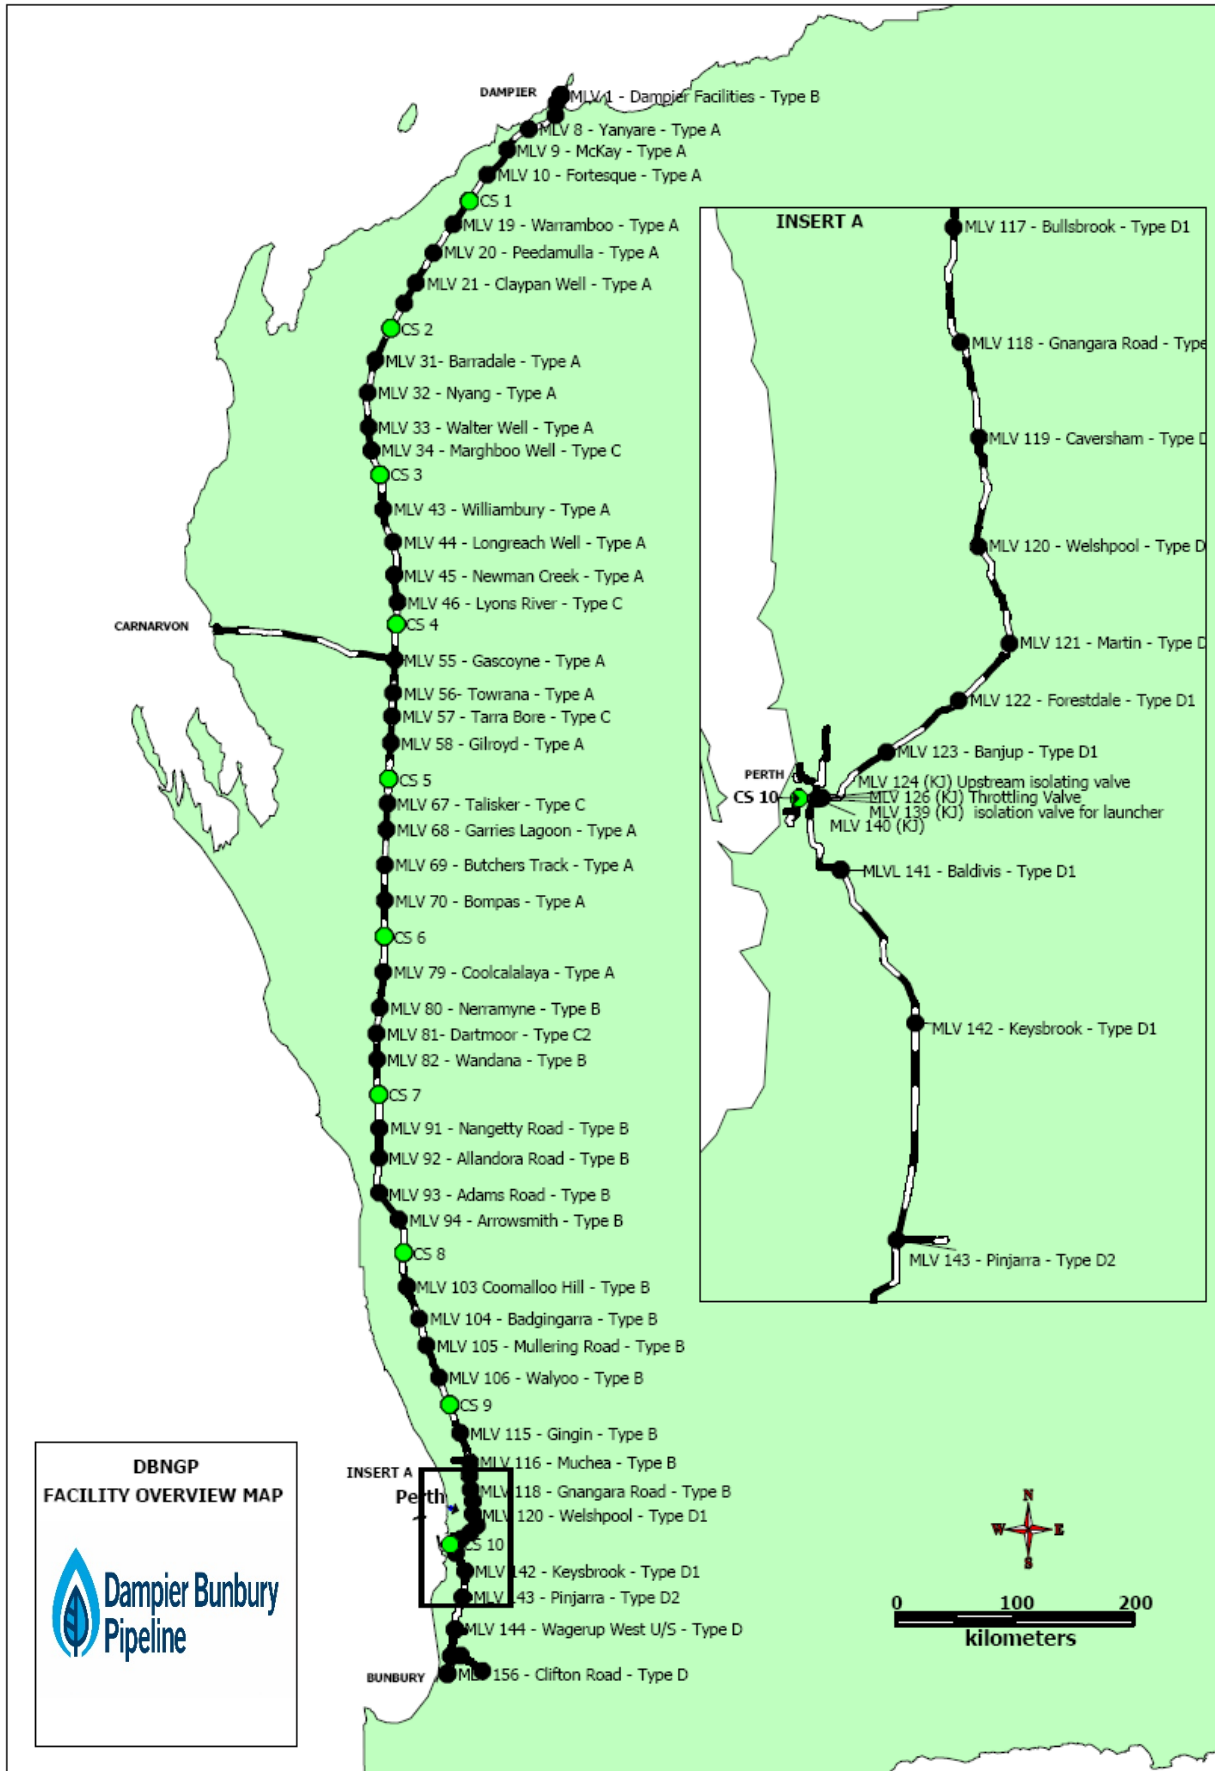 DAMPIER
MLV 1 - Dampier Facilities - Type B
MLV 8 - Yanyare - Type A
MLV 9 - McKay - Type A
MLV 10 - Fortesque - Type A
CS 1
MLV 19 - Warramboo - Type A
MLV 20 - Peedamulla - Type A
MLV 21 - Claypan Well - Type A
CS 2
MLV 31- Barradale - Type A
MLV 32 - Nyang - Type A
MLV 33 - Walter Well - Type A
MLV 34 - Marghboo Well - Type C
CS 3
MLV 43 - Williambury - Type A
MLV 44 - Longreach Well - Type A
MLV 45 - Newman Creek - Type A
MLV 46 - Lyons River - Type C
CS 4
CARNARVON
MLV 55 - Gascoyne - Type A
MLV 56- Towrana - Type A
MLV 57 - Tarra Bore - Type C
MLV 58 - Gilroyd - Type A
CS 5
MLV 67 - Talisker - Type C
MLV 68 - Garries Lagoon - Type A
MLV 69 - Butchers Track - Type A
MLV 70 - Bompas - Type A
CS 6
MLV 79 - Coolcalalaya - Type A
MLV 80 - Nerramyne - Type B
MLV 81- Dartmoor - Type C2
MLV 82 - Wandana - Type B
CS 7
MLV 91 - Nangetty Road - Type B
MLV 92 - Allandora Road - Type B
MLV 93 - Adams Road - Type B
MLV 94 - Arrowsmith - Type B
CS 8
MLV 103 Coomalloo Hill - Type B
MLV 104 - Badgingarra - Type B
MLV 105 - Mullering Road - Type B
MLV 106 - Walyoo - Type B
CS 9
MLV 115 - Gingin - Type B
MLV 116 - Muchea - Type B
INSERT A
MLV 118 - Gnangara Road - Type B
Perth
MLV 120 - Welshpool - Type D1
CS 10
MLV 142 - Keysbrook - Type D1
MLV 143 - Pinjarra - Type D2
MLV 144 - Wagerup West U/S - Type D
BUNBURY
MLV 156 - Clifton Road - Type D
INSERT A
MLV 117 - Bullsbrook - Type D1
MLV 118 - Gnangara Road - Type
MLV 119 - Caversham - Type D
MLV 120 - Welshpool - Type D
MLV 121 - Martin - Type D
MLV 122 - Forestdale - Type D1
MLV 123 - Banjup - Type D1
PERTH
CS 10
MLV 124 (KJ) Upstream isolating valve
MLV 126 (KJ) Throttling Valve
MLV 139 (KJ) isolation valve for launcher
MLV 140 (KJ)
MLVL 141 - Baldivis - Type D1
MLV 142 - Keysbrook - Type D1
MLV 143 - Pinjarra - Type D2
DBNGP
FACILITY OVERVIEW MAP
Dampier Bunbury
Pipeline
N
W E
S
0 100 200
kilometers